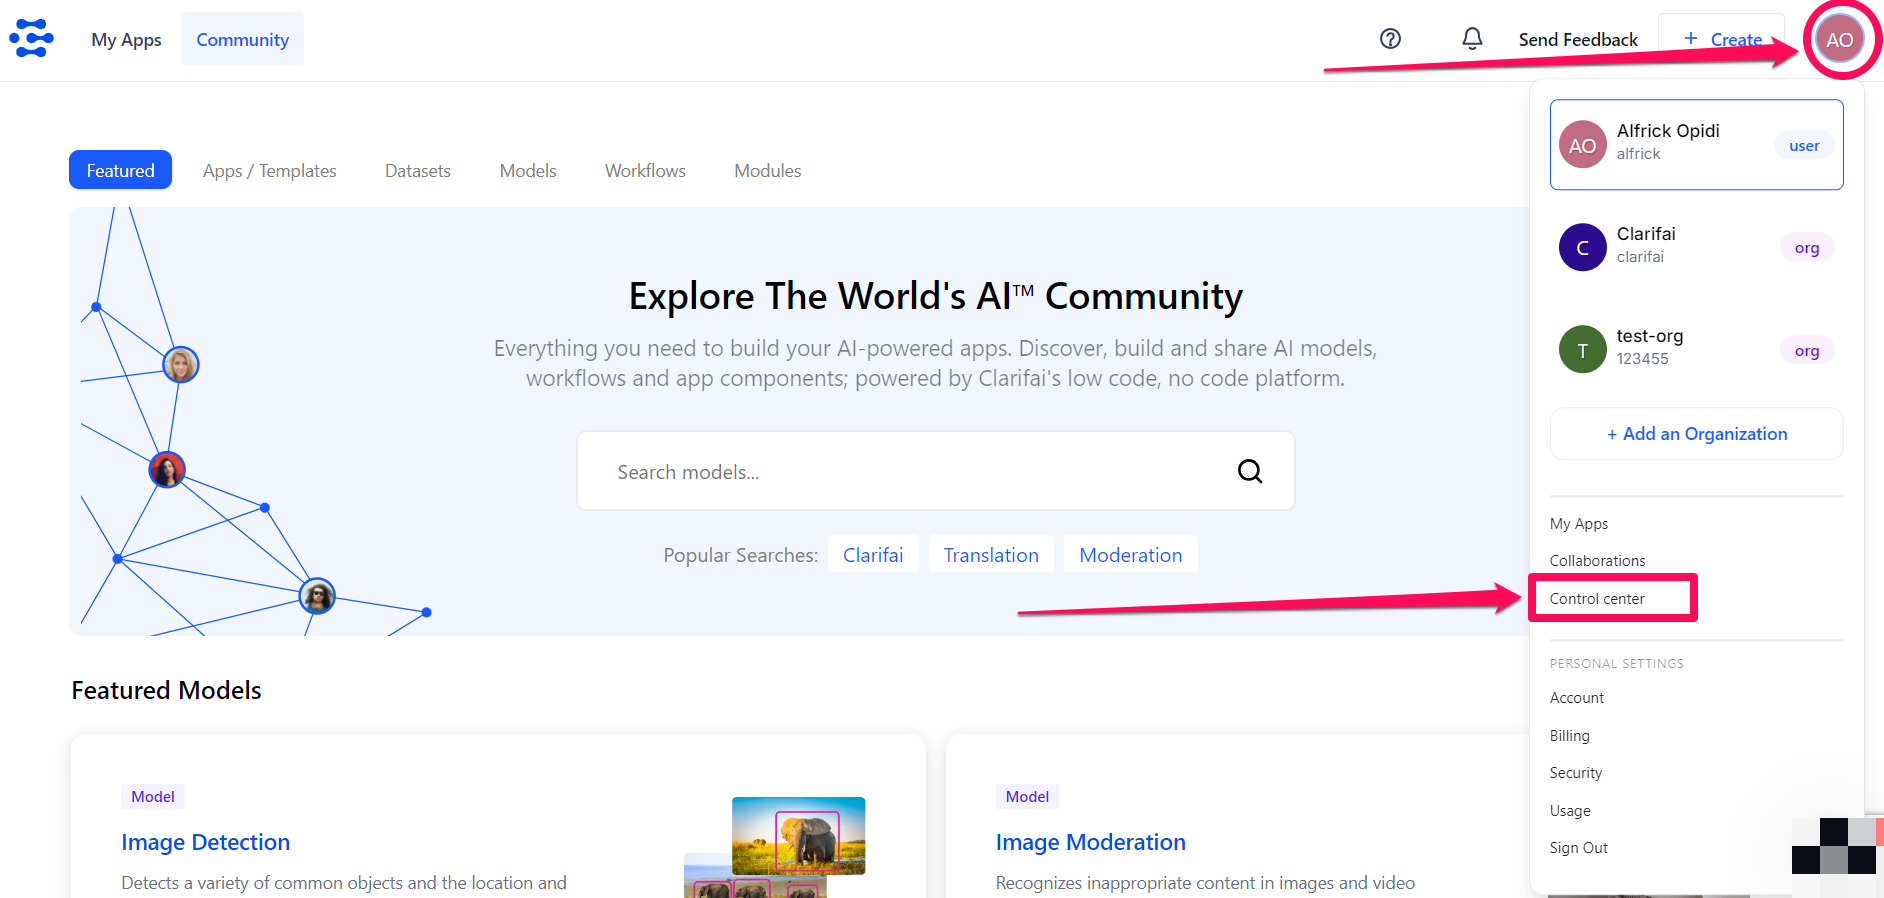 My Apps
Community
Send Feedback
+ Create
AO
Featured
Apps / Templates
Datasets
Models
Workflows
Modules
Explore The World's AI™ Community
Everything you need to build your AI-powered apps. Discover, build and share AI models,
workflows and app components; powered by Clarifai's low code, no code platform.
Search models...
Popular Searches:
Clarifai
Translation
Moderation
Featured Models
Model
Image Detection
Detects a variety of common objects and the location and
Model
Image Moderation
Recognizes inappropriate content in images and video
AO
Alfrick Opidi
alfrick
user
C
Clarifai
clarifai
org
T
test-org
123455
org
+ Add an Organization
My Apps
Collaborations
Control center
PERSONAL SETTINGS
Account
Billing
Security
Usage
Sign Out